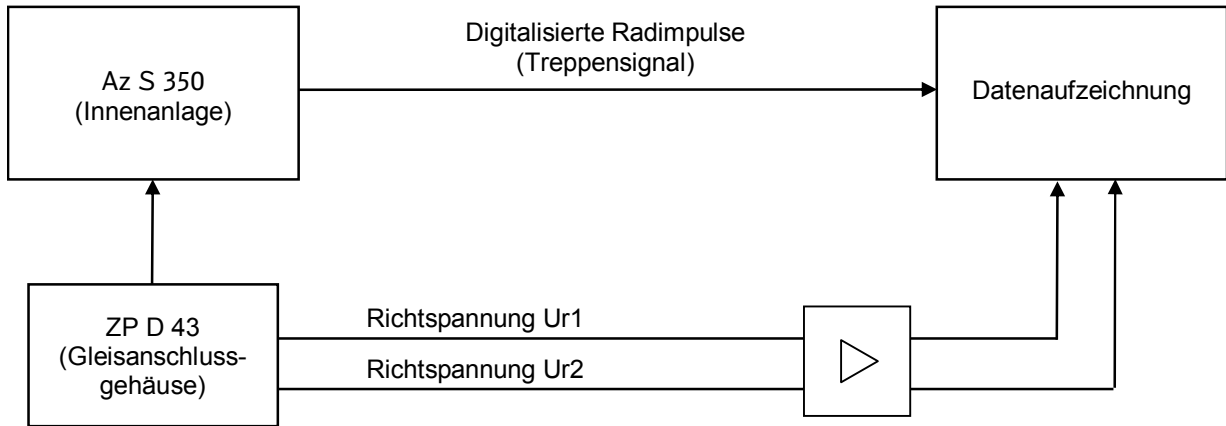 Digitalisierte Radimpulse
(Treppensignal)
Az S 350
(Innenanlage)
Datenaufzeichnung
ZP D 43
(Gleisanschluss-
gehäuse)
Richtspannung Ur1
Richtspannung Ur2